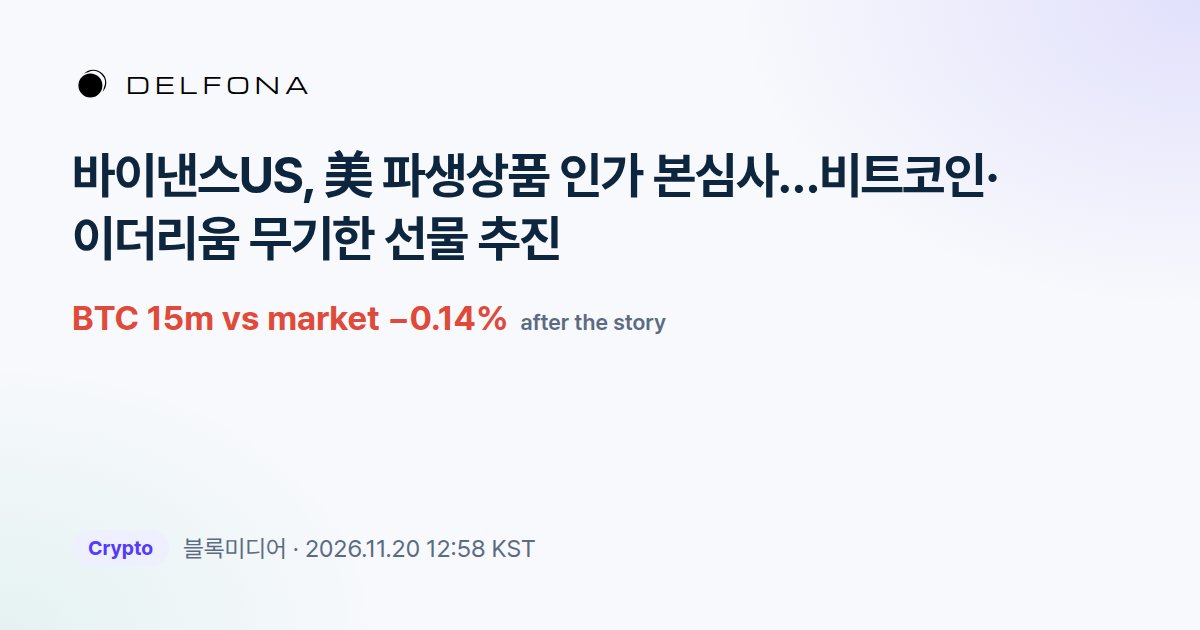 DELFONA
바이낸스US, 美 파생상품 인가 본심사…비트코인·
이더리움 무기한 선물 추진
BTC 15m vs market −0.14% after the story
Crypto 블록미디어 · 2026.11.20 12:58 KST